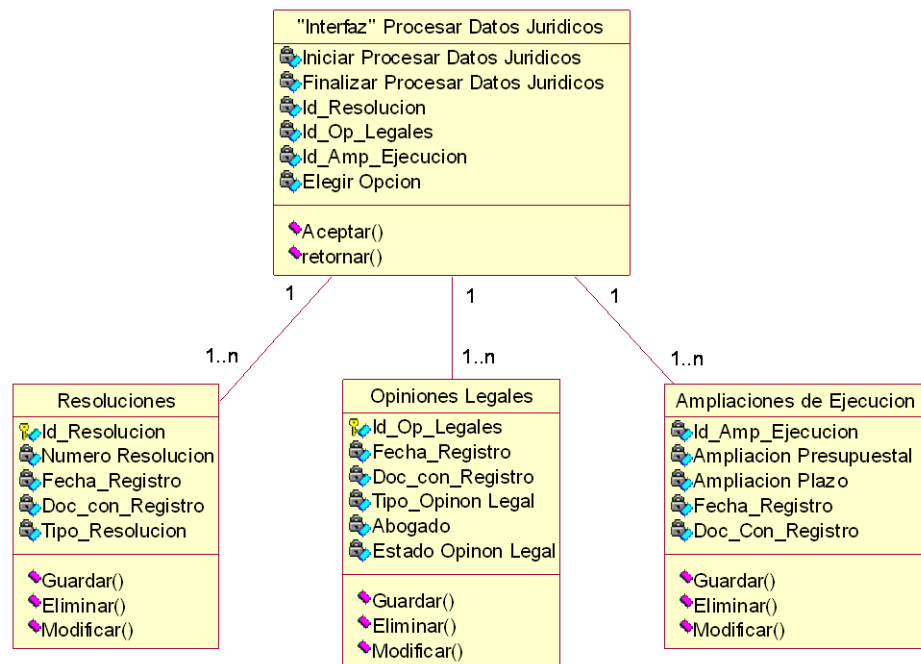 "Interfaz" Procesar Datos Juridicos
Iniciar Procesar Datos Juridicos
Finalizar Procesar Datos Juridicos
Id_Resolucion
Id_Op_Legales
Id_Amp_Ejecucion
Elegir Opcion
Aceptar()
retornar()
1
1
1
1..n
1..n
1..n
Resoluciones
Id_Resolucion
Numero Resolucion
Fecha_Registro
Doc_con_Registro
Tipo_Resolucion
Guardar()
Eliminar()
Modificar()
Opiniones Legales
Id_Op_Legales
Fecha_Registro
Doc_con_Registro
Tipo_Opinon Legal
Abogado
Estado Opinon Legal
Guardar()
Eliminar()
Modificar()
Ampliaciones de Ejecucion
Id_Amp_Ejecucion
Ampliacion Presupuestal
Ampliacion Plazo
Fecha_Registro
Doc_Con_Registro
Guardar()
Eliminar()
Modificar()